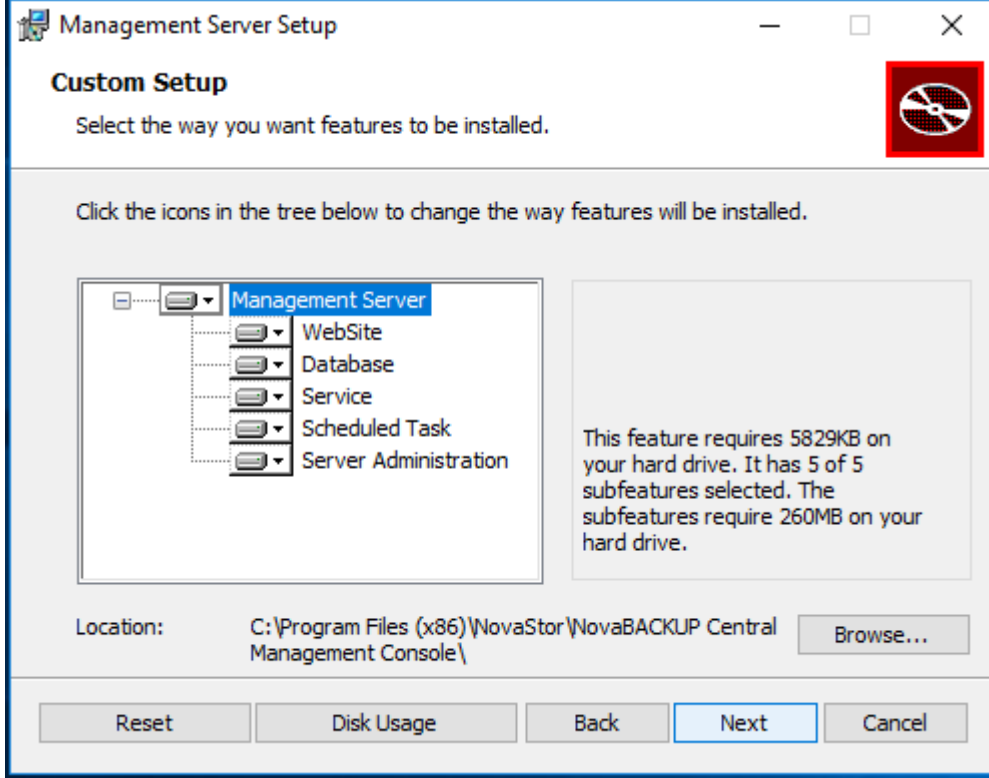 Management Server Setup
Custom Setup
Select the way you want features to be installed.
Click the icons in the tree below to change the way features will be installed.
Management Server
WebSite
Database
Service
Scheduled Task
Server Administration
This feature requires 5829KB on
your hard drive. It has 5 of 5
subfeatures selected. The
subfeatures require 260MB on your
hard drive.
Location:
C:\Program Files (x86)\NovaStor\NovaBACKUP Central
Management Console\
Browse...
Reset
Disk Usage
Back
Next
Cancel